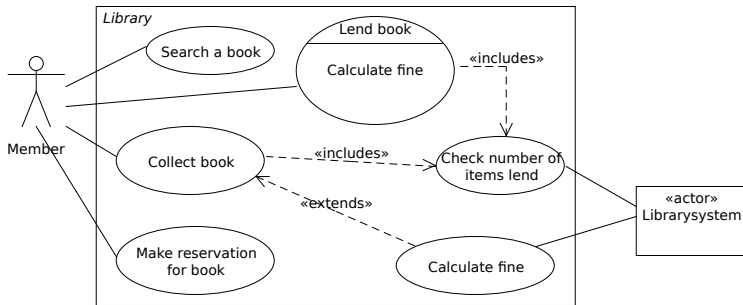 Library
Lend book
Search a book
Calculate fine
«includes»
Member
Collect book
«includes»
Check number of
items lend
«extends»
«actor»
Librarysystem
Make reservation
for book
Calculate fine